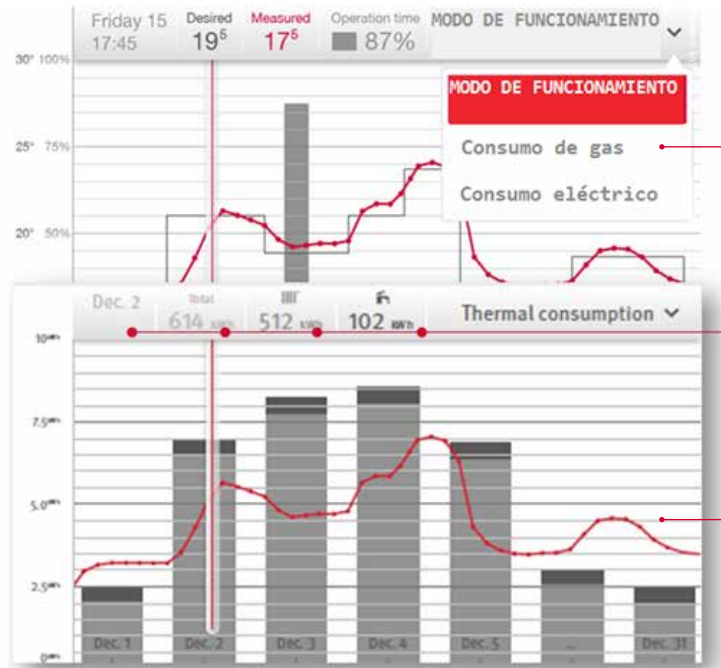 Friday 15 Desired Measured Operation time MODO DE FUNCIONAMIENTO
17:45 19⁵ 17⁵ 87%
30° 100%
MODO DE FUNCIONAMIENTO
25° 75%
Consumo de gas
Consumo eléctrico
20° 50%
Dec. 2 Total Thermal consumption
614 kWh 512 kWh 102 kWh
10
7.5
5.0
2.5
0
Dec. 1 Dec. 2 Dec. 3 Dec. 4 Dec. 5 ... Dec. 31